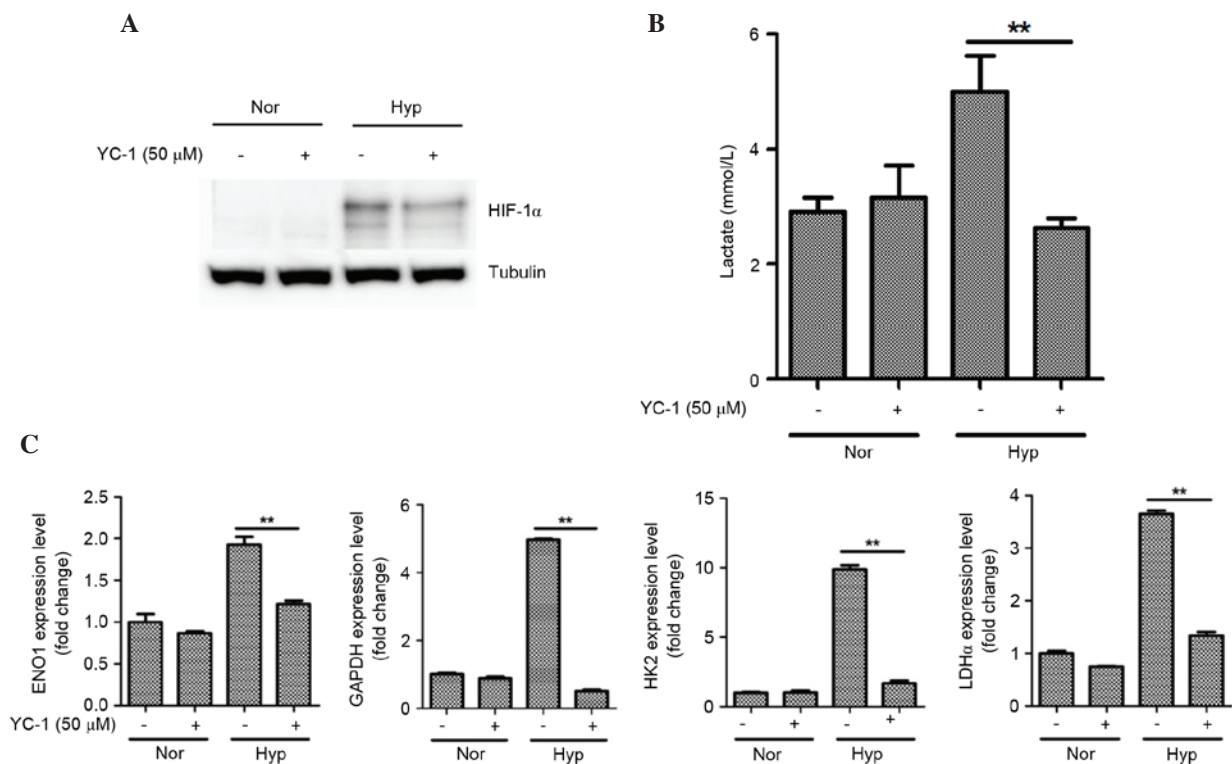 A
Nor Hyp
YC-1 (50 μM) - + - +
HIF-1α
Tubulin
B
**
6
4
2
0
Lactate (mmol/L)
YC-1 (50 μM) - + - +
Nor Hyp
C
ENO1 expression level
(fold change)
2.5
2.0
1.5
1.0
0.5
0.0
**
YC-1 (50 μM) - + - +
Nor Hyp
GAPDH expression level
(fold change)
6
4
2
0
**
- + - +
Nor Hyp
HK2 expression level
(fold change)
15
10
5
0
**
- + - +
Nor Hyp
LDHα expression level
(fold change)
4
3
2
1
0
**
- + - +
Nor Hyp